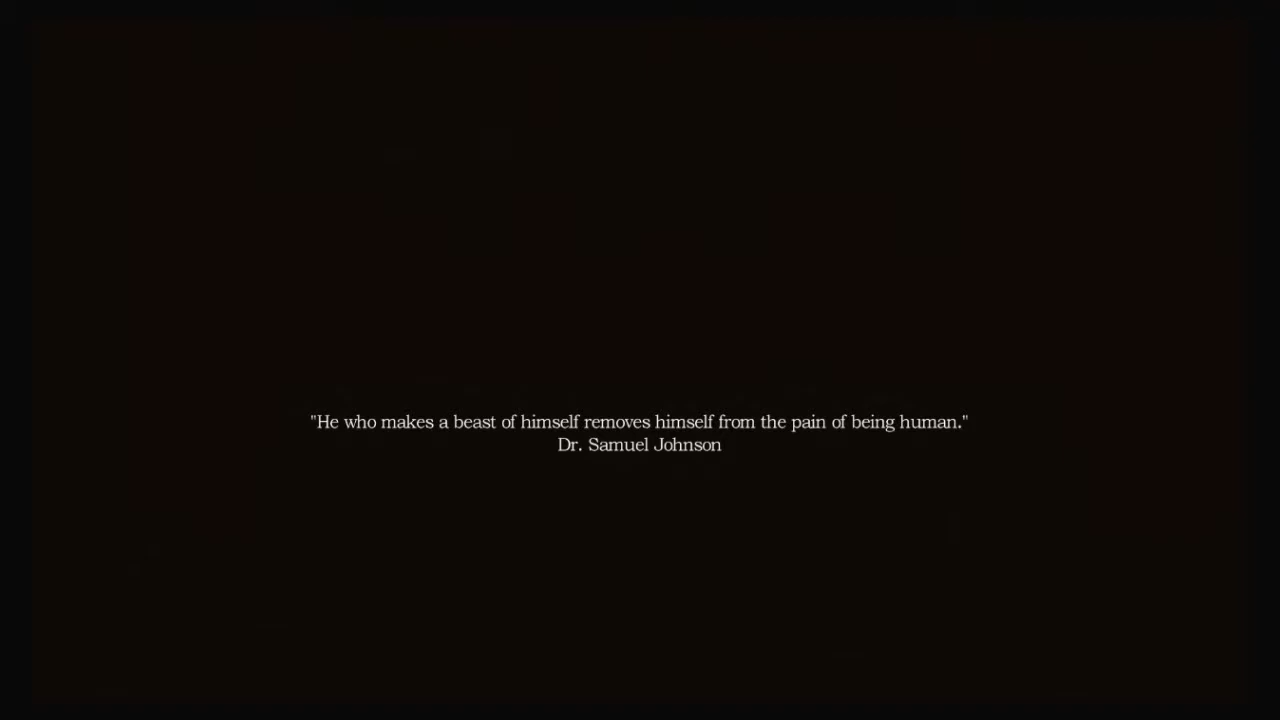 "He who makes a beast of himself removes himself from the pain of being human."
Dr. Samuel Johnson